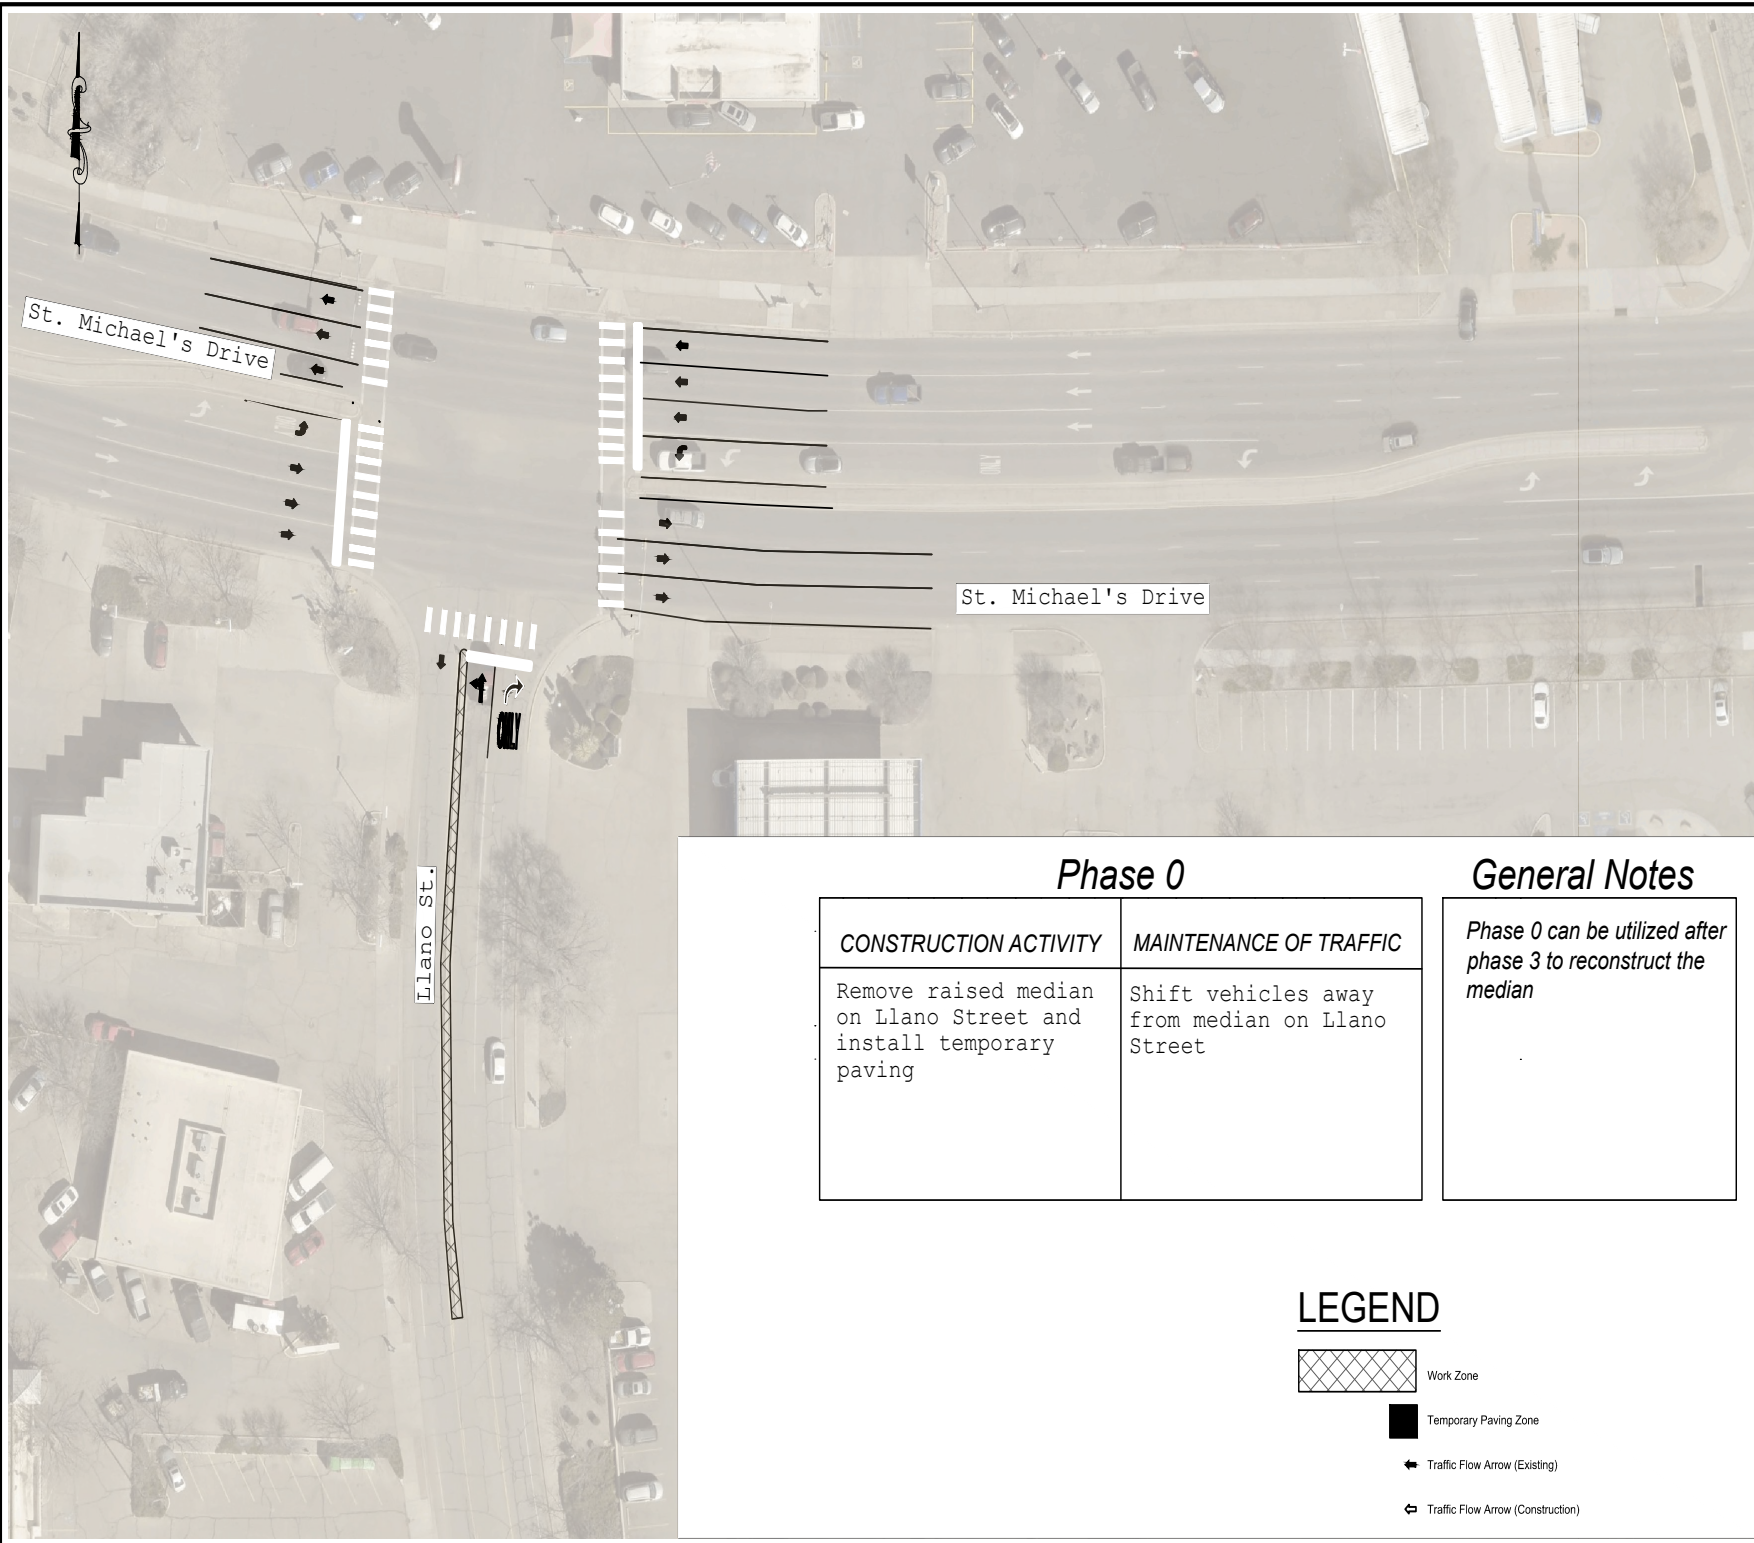 St. Michael's Drive
St. Michael's Drive
Llano St.
Phase 0
CONSTRUCTION ACTIVITY
MAINTENANCE OF TRAFFIC
Remove raised median
on Llano Street and
install temporary
paving
Shift vehicles away
from median on Llano
Street
General Notes
Phase 0 can be utilized after
phase 3 to reconstruct the
median
LEGEND
Work Zone
Temporary Paving Zone
Traffic Flow Arrow (Existing)
Traffic Flow Arrow (Construction)